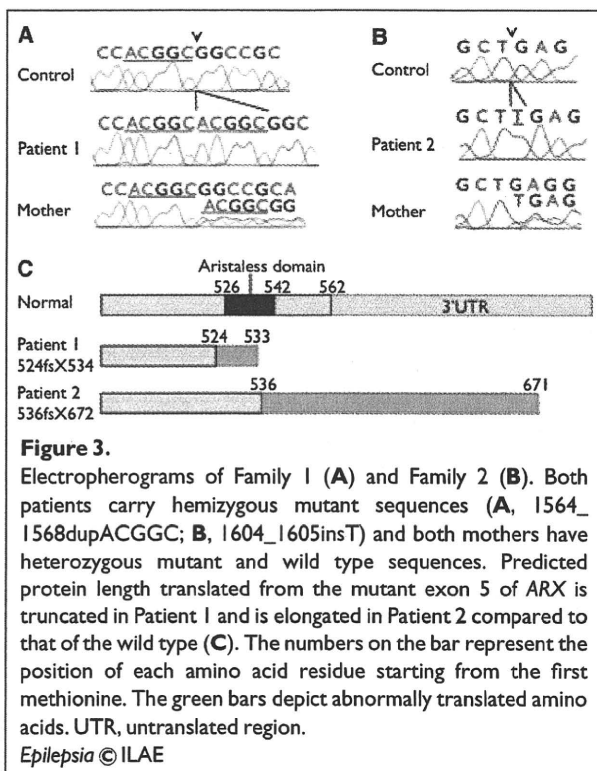 A
CCACGGCGGCCGC
Control
CCACGGCACGGCGGC
Patient 1
CCACGGCGGCCGCA
ACGGCGG
Mother
B
GCTGAG
Control
GCTTGAG
Patient 2
GCTGAGG
TGAG
Mother
C
Aristaless domain
526 542 562
Normal
3'UTR
Patient 1
524fsX534
524 533
Patient 2
536fsX672
536 671
Figure 3.
Electropherograms of Family 1 (A) and Family 2 (B). Both
patients carry hemizygous mutant sequences (A, 1564_
1568dupACGGC; B, 1604_1605insT) and both mothers have
heterozygous mutant and wild type sequences. Predicted
protein length translated from the mutant exon 5 of ARX is
truncated in Patient 1 and is elongated in Patient 2 compared to
that of the wild type (C). The numbers on the bar represent the
position of each amino acid residue starting from the first
methionine. The green bars depict abnormally translated amino
acids. UTR, untranslated region.
Epilepsia © ILAE